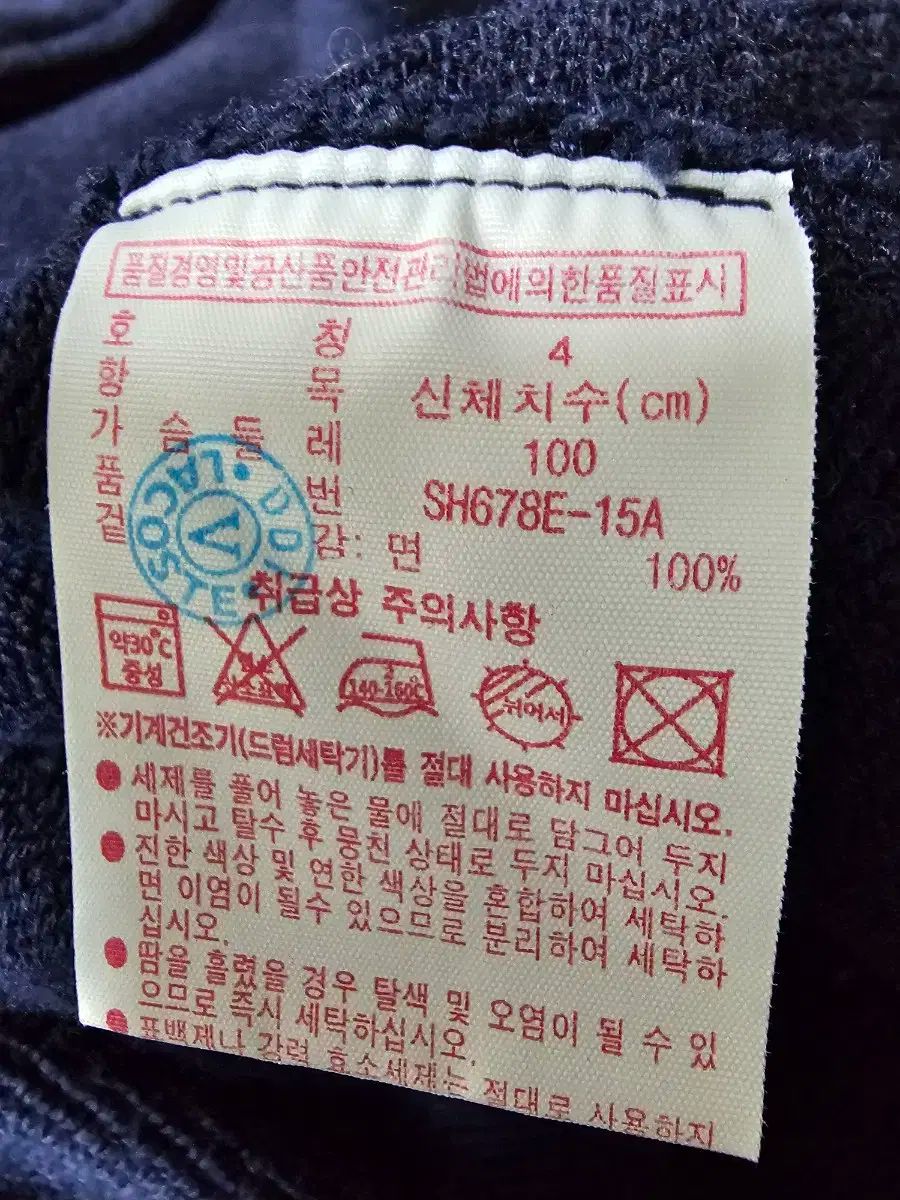 품질경영및공산품안전관리법에의한품질표시
호 칭 4
항 목 신체치수(cm)
가 슴 둘 레 100
품 번 SH678E-15A
겉 감: 면 100%
LACOSTE
V
취급상 주의사항
약30℃
중성
염소표백
2
140-160℃
뉘어서
※기계건조기(드럼세탁기)를 절대 사용하지 마십시오.
● 세제를 풀어 놓은 물에 절대로 담그어 두지
마시고 탈수 후 뭉친 상태로 두지 마십시오.
● 진한 색상 및 연한 색상을 혼합하여 세탁하
면 이염이 될수 있으므로 분리하여 세탁하
십시오.
● 땀을 흘렸을 경우 탈색 및 오염이 될 수 있
으므로 즉시 세탁하십시오.
● 표백제나 강력 효소세제는 절대로 사용하지